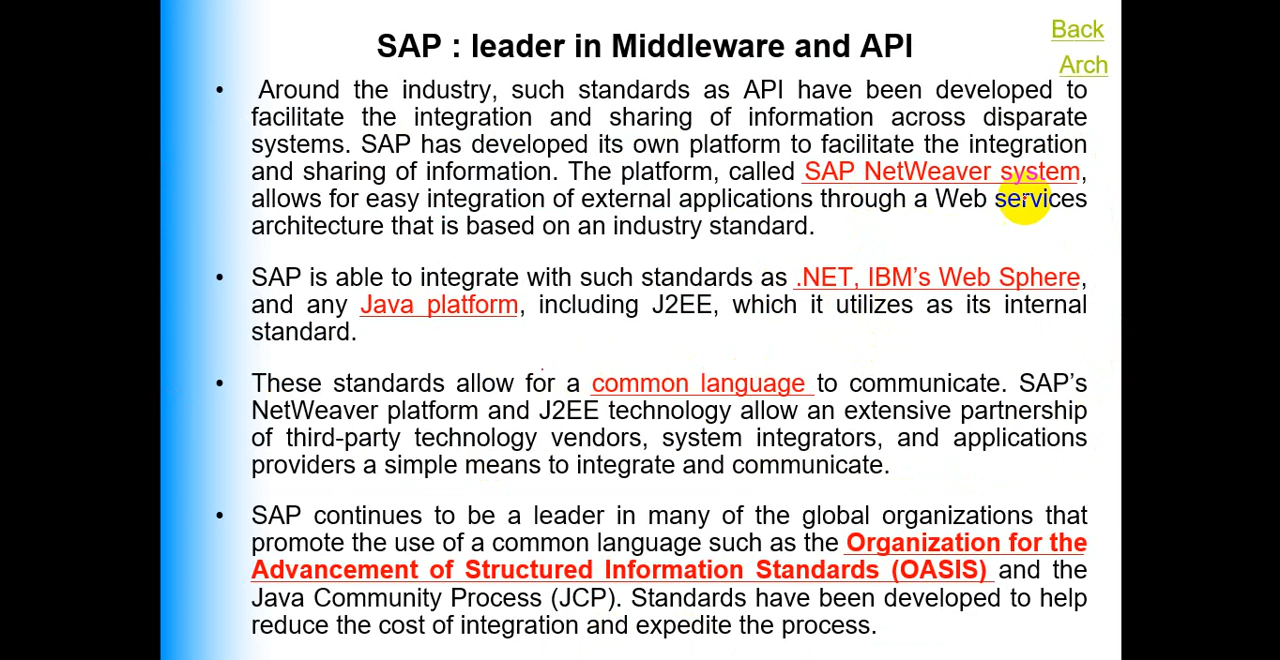 SAP : leader in Middleware and API
Back
Arch
• Around the industry, such standards as API have been developed to
facilitate the integration and sharing of information across disparate
systems. SAP has developed its own platform to facilitate the integration
and sharing of information. The platform, called SAP NetWeaver system,
allows for easy integration of external applications through a Web services
architecture that is based on an industry standard.
• SAP is able to integrate with such standards as .NET, IBM’s Web Sphere,
and any Java platform, including J2EE, which it utilizes as its internal
standard.
• These standards allow for a common language to communicate. SAP’s
NetWeaver platform and J2EE technology allow an extensive partnership
of third-party technology vendors, system integrators, and applications
providers a simple means to integrate and communicate.
• SAP continues to be a leader in many of the global organizations that
promote the use of a common language such as the Organization for the
Advancement of Structured Information Standards (OASIS) and the
Java Community Process (JCP). Standards have been developed to help
reduce the cost of integration and expedite the process.